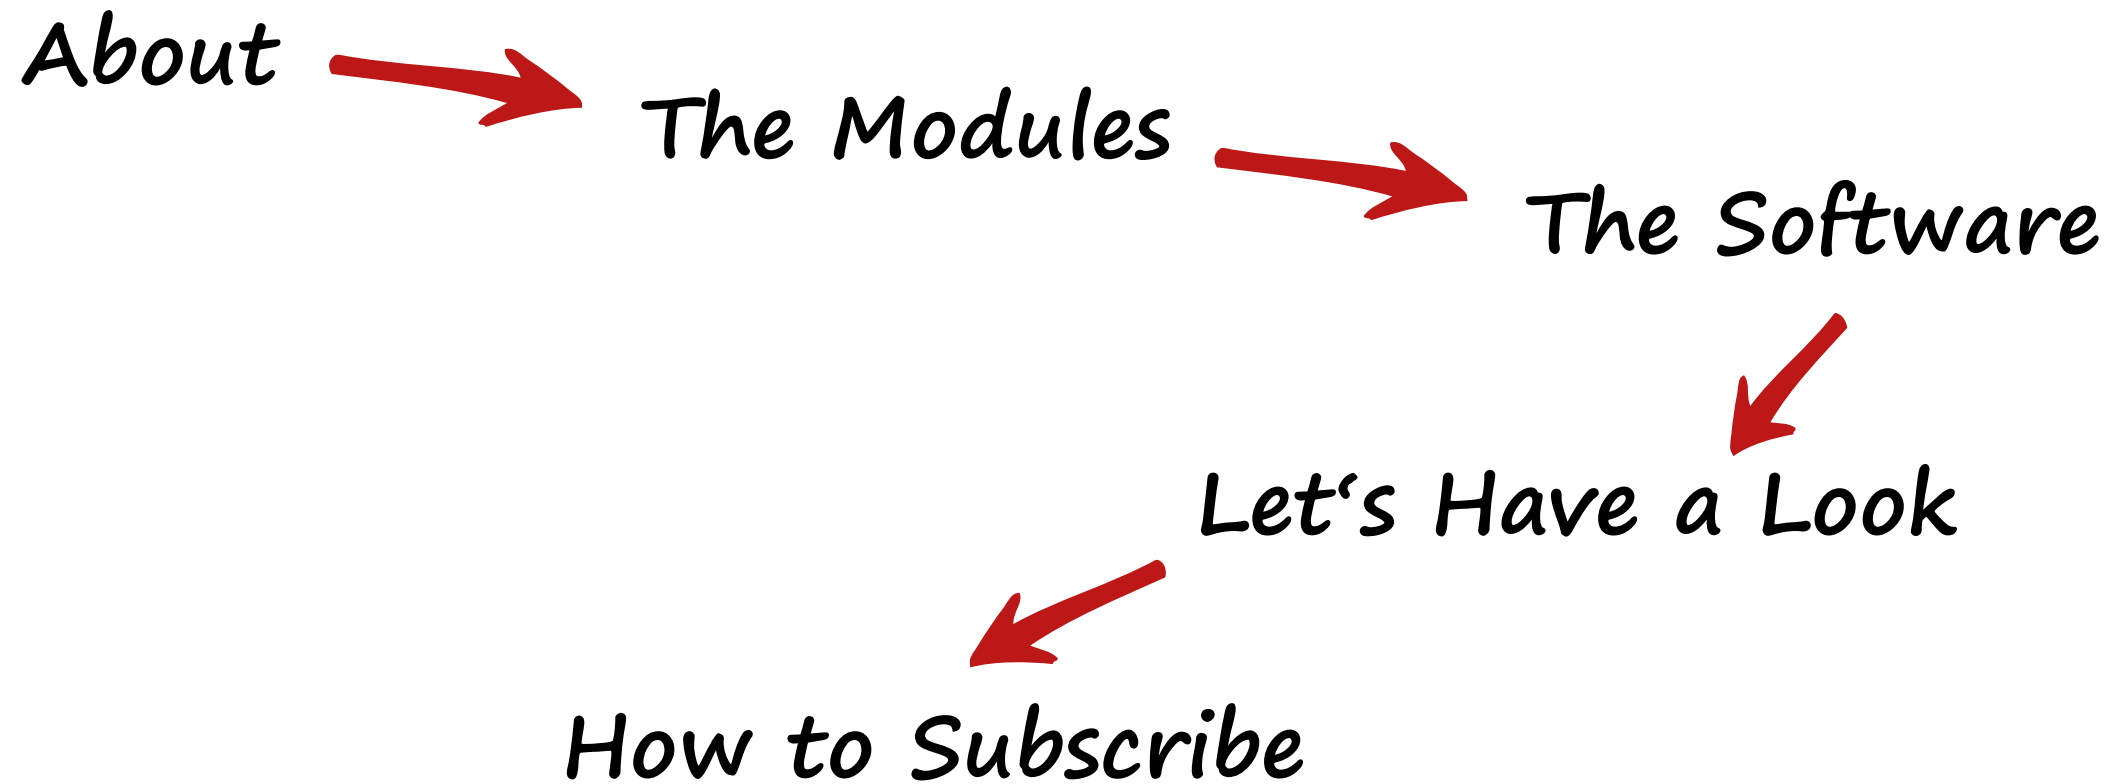 About
The Modules
The Software
Let‘s Have a Look
How to Subscribe